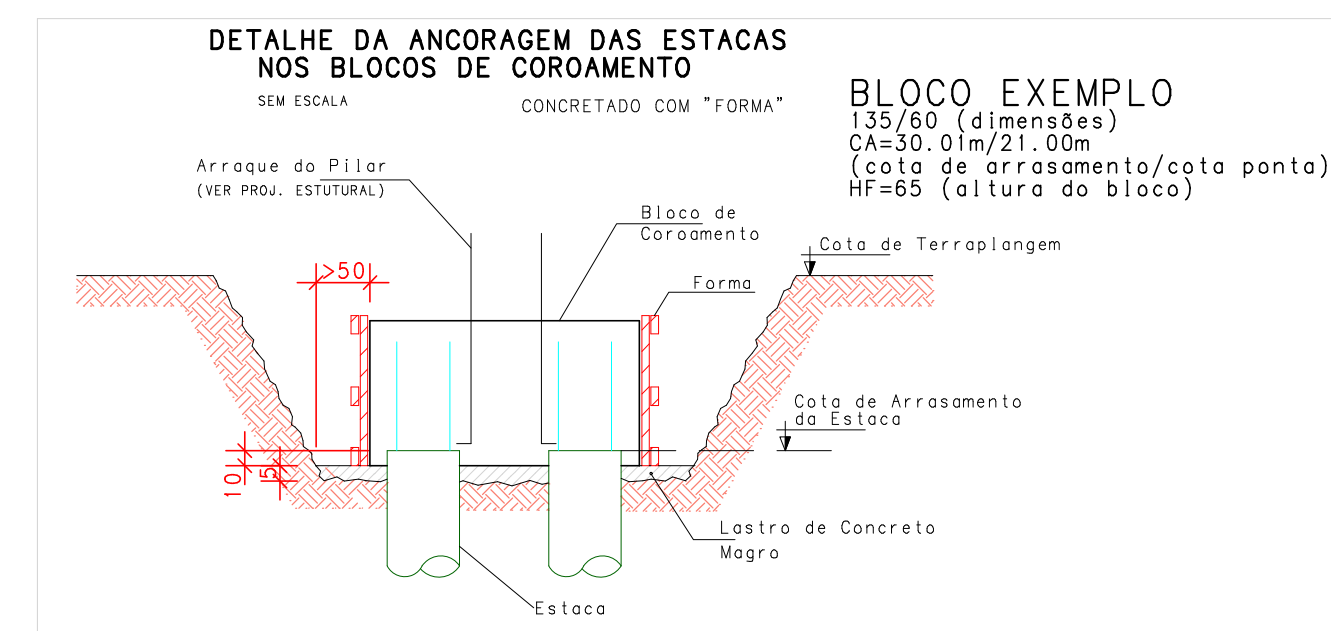 DETALHE DA ANCORAGEM DAS ESTACAS
NOS BLOCOS DE COROAMENTO
SEM ESCALA
CONCRETADO COM "FORMA"
BLOCO EXEMPLO
135/60 (dimensões)
CA=30.01m/21.00m
(cota de arrasamento/cota ponta)
HF=65 (altura do bloco)
Arraque do Pilar
(VER PROJ. ESTUTURAL)
Bloco de
Coroamento
Cota de Terraplangem
>50
Forma
Cota de Arrasamento
da Estaca
10
5
Lastro de Concreto
Magro
Estaca